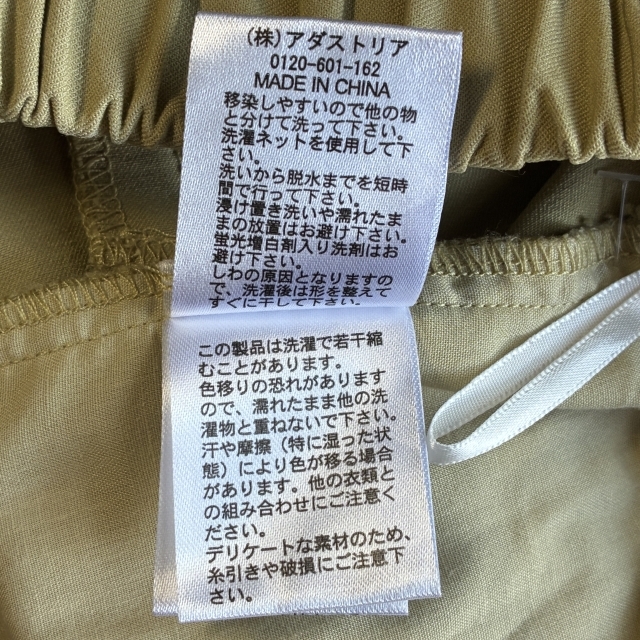 (株)アダストリア
0120-601-162
MADE IN CHINA
移染しやすいので他の物
と分けて洗って下さい。
洗濯ネットを使用して下
さい。
洗いから脱水までを短時
間で行って下さい。
浸け置き洗いや濡れたま
まの放置はお避け下さい。
蛍光増白剤入り洗剤はお
避け下さい。
しわの原因となりますの
で、洗濯後は形を整えて
すぐに干して下さい。
この製品は洗濯で若干縮
むことがあります。
色移りの恐れがあります
ので、濡れたまま他の洗
濯物と重ねないで下さい。
汗や摩擦（特に湿った状
態）により色が移る場合
があります。他の衣類と
の組み合わせにご注意く
ださい。
デリケートな素材のため、
糸引きや破損にご注意下